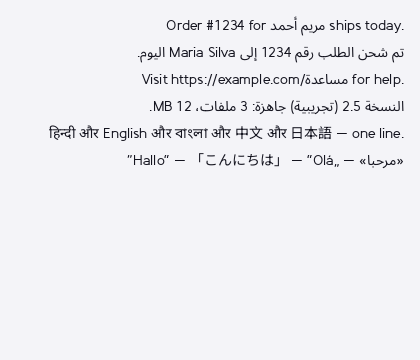 Order #1234 for مريم أحمد ships today.
تم شحن الطلب رقم 1234 إلى Maria Silva اليوم.
Visit https://example.com/مساعدة for help.
النسخة 2.5 (تجريبية) جاهزة: 3 ملفات، 12 MB.
हिन्दी और English और বাংলা और 中文 और 日本語 — one line.
«مرحبا» — „Olá“ — 「こんにちは」 — “Hallo”